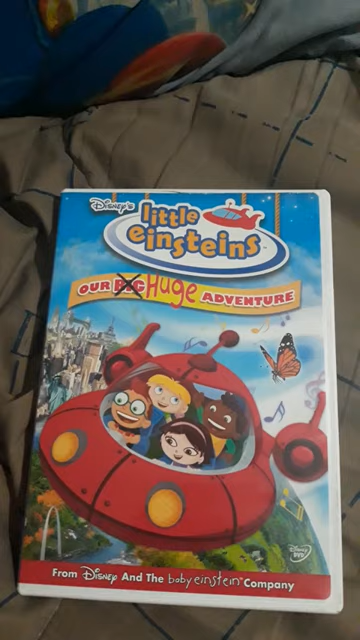 Disney's
little
einsteins
OUR BIG HUGE ADVENTURE
Disney
DVD
From Disney And The baby einstein Company